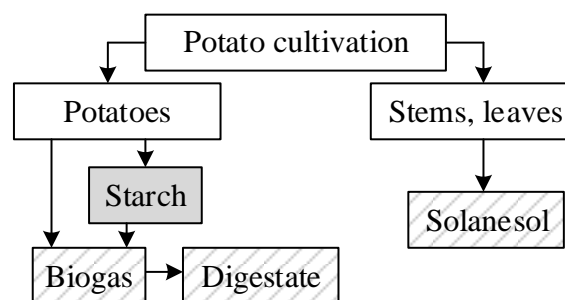 Potato cultivation
Potatoes
Stems, leaves
Starch
Solanesol
Biogas
Digestate